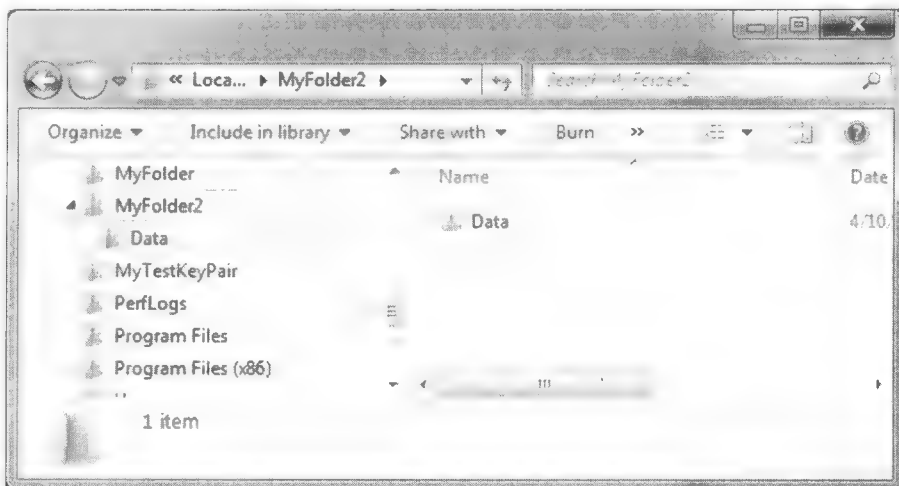 « Loca... ▸ MyFolder2 ▸
Organize ▾ Include in library ▾ Share with ▾ Burn »
MyFolder
MyFolder2
Data
MyTestKeyPair
PerfLogs
Program Files
Program Files (x86)
Name Date
Data 4/10/
1 item